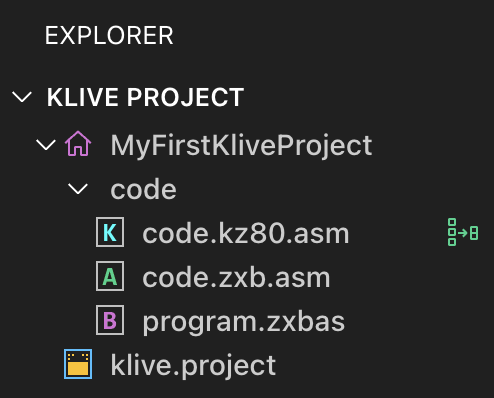 EXPLORER
KLIVE PROJECT
MyFirstKliveProject
code
K code.kz80.asm
A code.zxb.asm
B program.zxbas
klive.project